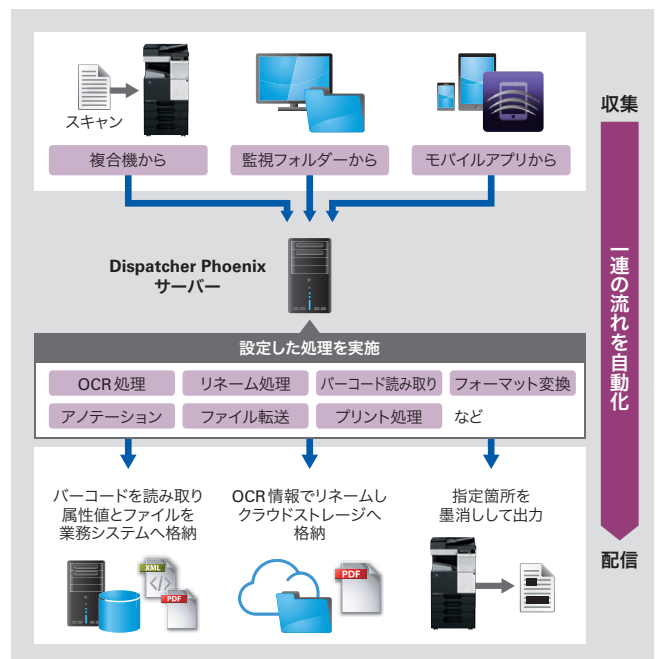 スキャン
複合機から
監視フォルダーから
モバイルアプリから
収集
Dispatcher Phoenix
サーバー
一連の流れを自動化
設定した処理を実施
OCR処理
リネーム処理
バーコード読み取り
フォーマット変換
アノテーション
ファイル転送
プリント処理
など
バーコードを読み取り
属性値とファイルを
業務システムへ格納
OCR情報でリネームし
クラウドストレージへ
格納
指定箇所を
墨消しして出力
配信
XML
</>
PDF
PDF